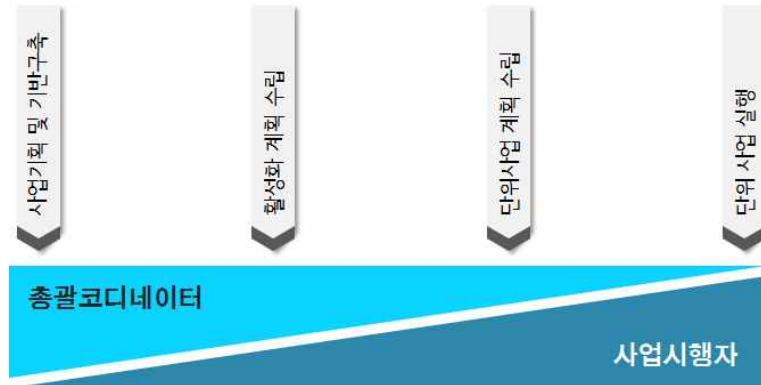 사업기획 및 기반구축
활성화 계획 수립
단위사업 계획 수립
단위 사업 실행
총괄코디네이터
사업시행자